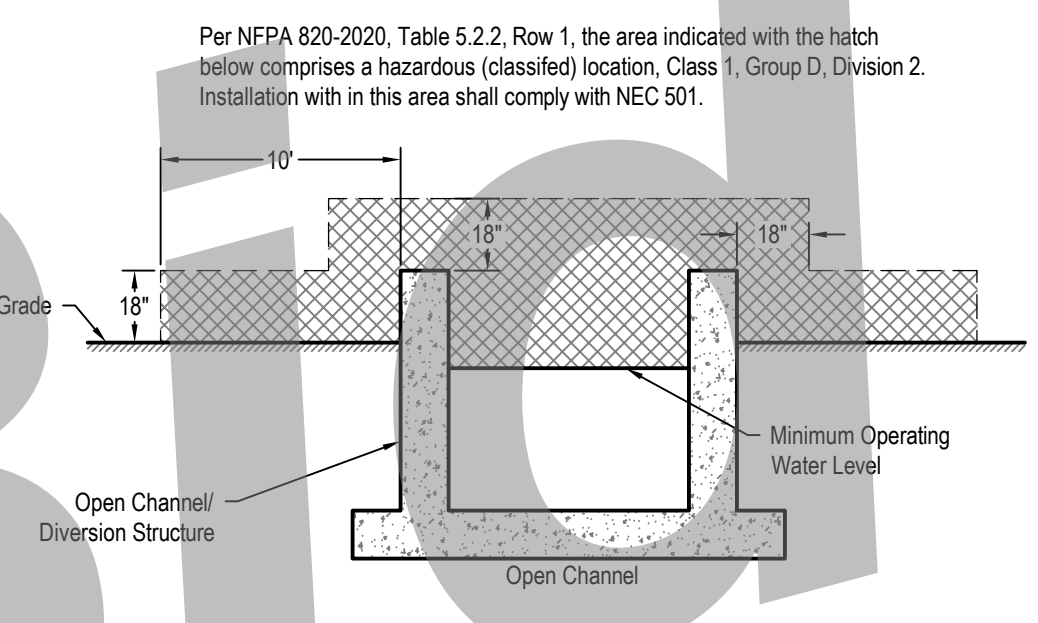 Per NFPA 820-2020, Table 5.2.2, Row 1, the area indicated with the hatch
below comprises a hazardous (classifed) location, Class 1, Group D, Division 2.
Installation with in this area shall comply with NEC 501.
10'
18"
18"
Grade
18"
Minimum Operating
Water Level
Open Channel/
Diversion Structure
Open Channel
Bid